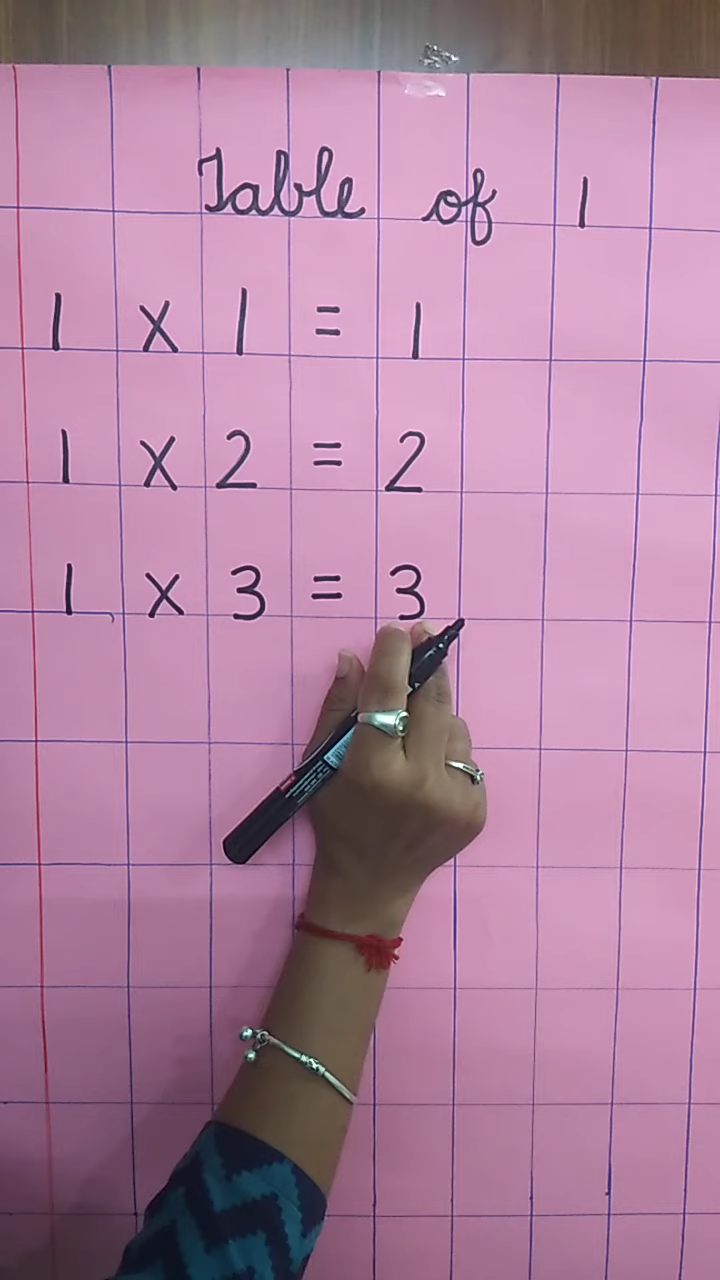 Table of 1
1 x 1 = 1
1 x 2 = 2
1 x 3 = 3